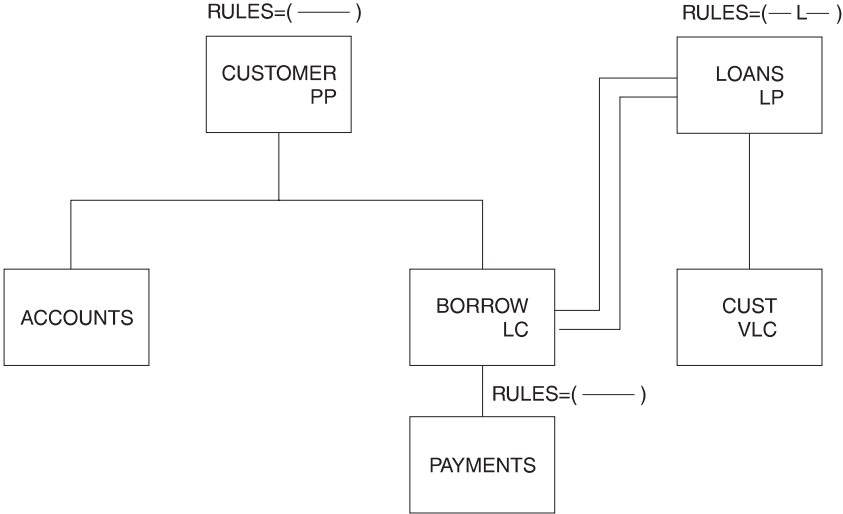 RULES=( —— )
RULES=(— L— )
CUSTOMER
PP
LOANS
LP
ACCOUNTS
BORROW
LC
CUST
VLC
RULES=( —— )
PAYMENTS